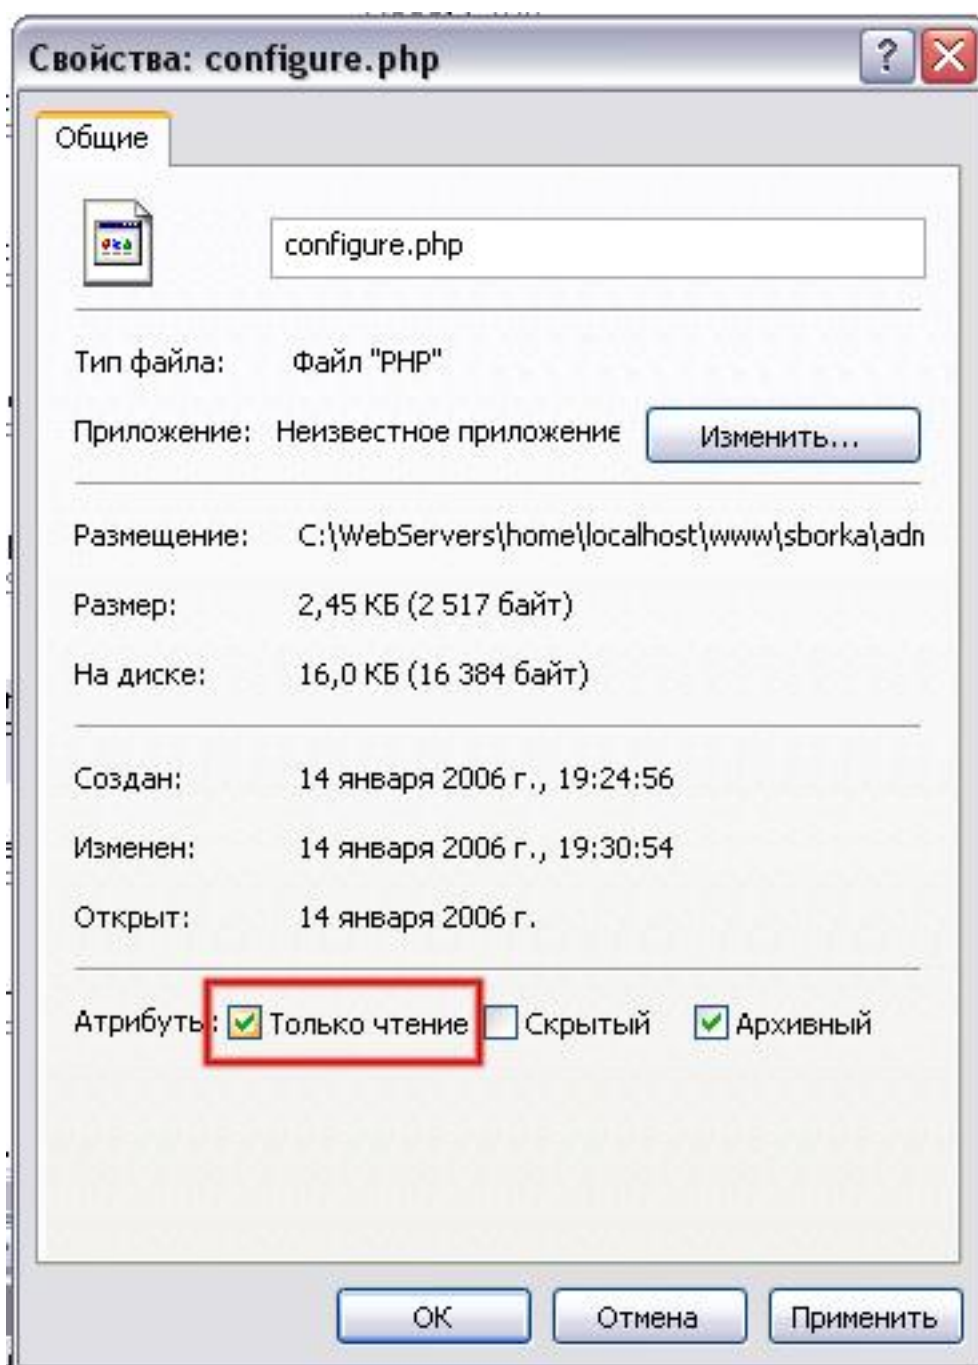 Свойства: configure.php
Общие
configure.php
Тип файла: Файл "PHP"
Приложение: Неизвестное приложение Изменить...
Размещение: C:\WebServers\home\localhost\www\sborka\adn
Размер: 2,45 КБ (2 517 байт)
На диске: 16,0 КБ (16 384 байт)
Создан: 14 января 2006 г., 19:24:56
Изменен: 14 января 2006 г., 19:30:54
Открыт: 14 января 2006 г.
Атрибуты: Только чтение Скрытый Архивный
ОК Отмена Применить